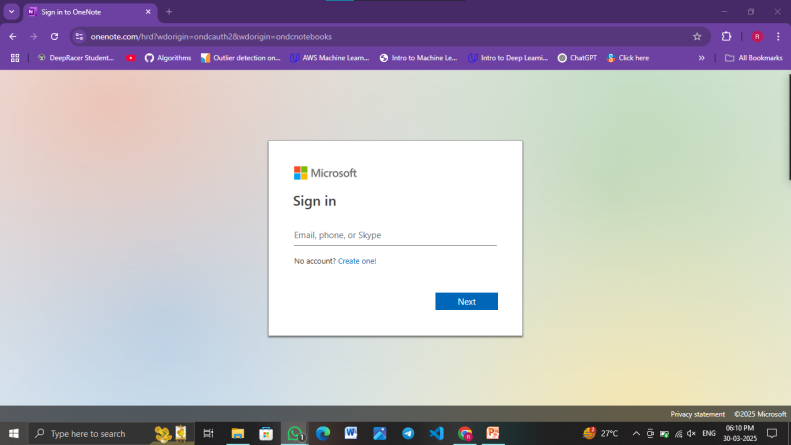 Sign in to OneNote
onenote.com/hrd?wdorigin=ondcauth2&wdorigin=ondcnotebooks
R
DeepRacer Student...
Algorithms
Outlier detection on...
AWS Machine Learn...
Intro to Machine Le...
Intro to Deep Learni...
ChatGPT
Click here
»
All Bookmarks
Microsoft
Sign in
Email, phone, or Skype
No account? Create one!
Next
Privacy statement ©2025 Microsoft
Type here to search
1
27°C
ENG
06:10 PM
30-03-2025